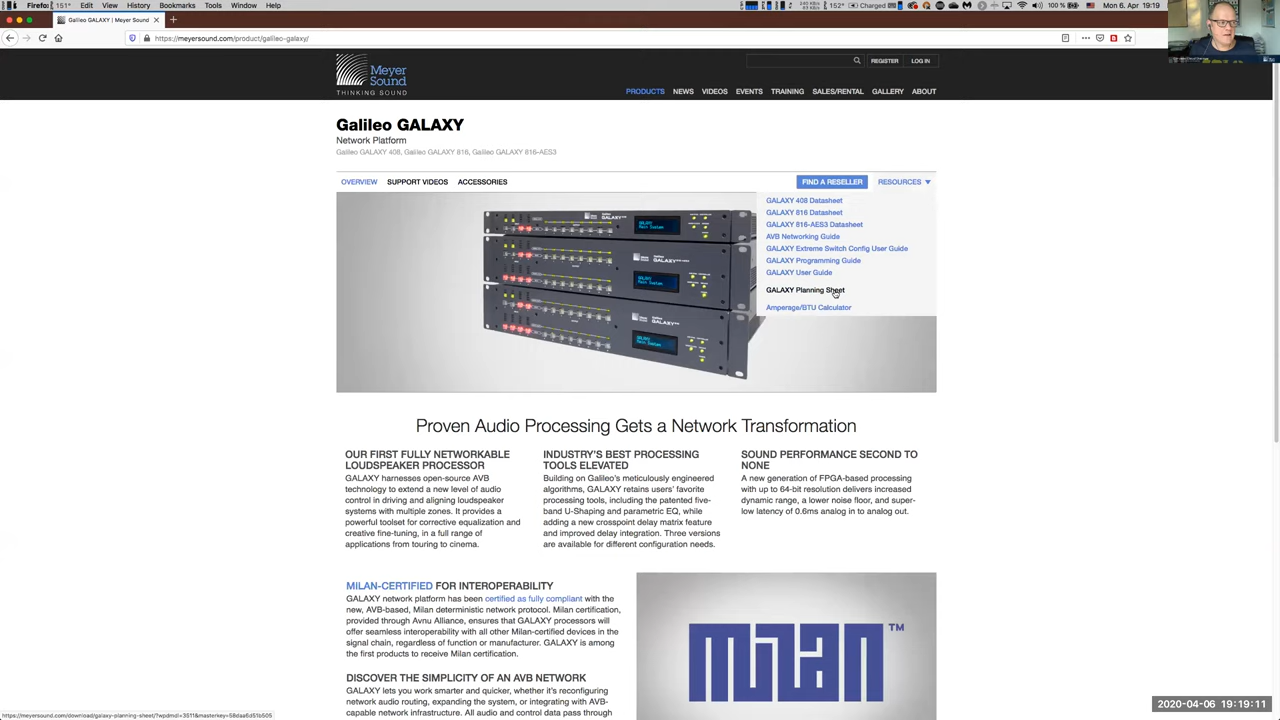 Firefox 151° Edit View History Bookmarks Tools Window Help
152° Charged 100 % Mon 6. Apr 19:19
Galileo GALAXY | Meyer Sound
https://meyersound.com/product/galileo-galaxy/
Meyer
Sound
THINKING SOUND
REGISTER LOG IN
PRODUCTS NEWS VIDEOS EVENTS TRAINING SALES/RENTAL GALLERY ABOUT
Galileo GALAXY
Network Platform
Galileo GALAXY 408, Galileo GALAXY 816, Galileo GALAXY 816-AES3
OVERVIEW SUPPORT VIDEOS ACCESSORIES FIND A RESELLER RESOURCES
GALAXY 408 Datasheet
GALAXY 816 Datasheet
GALAXY 816-AES3 Datasheet
AVB Networking Guide
GALAXY Extreme Switch Config User Guide
GALAXY Programming Guide
GALAXY User Guide
GALAXY Planning Sheet
Amperage/BTU Calculator
Proven Audio Processing Gets a Network Transformation
OUR FIRST FULLY NETWORKABLE
LOUDSPEAKER PROCESSOR
GALAXY harnesses open-source AVB
technology to extend a new level of audio
control in driving and aligning loudspeaker
systems with multiple zones. It provides a
powerful toolset for corrective equalization and
creative fine-tuning, in a full range of
applications from touring to cinema.
INDUSTRY'S BEST PROCESSING
TOOLS ELEVATED
Building on Galileo's meticulously engineered
algorithms, GALAXY retains users' favorite
processing tools, including the patented five-
band U-Shaping and parametric EQ, while
adding a new crosspoint delay matrix feature
and improved delay integration. Three versions
are available for different configuration needs.
SOUND PERFORMANCE SECOND TO
NONE
A new generation of FPGA-based processing
with up to 64-bit resolution delivers increased
dynamic range, a lower noise floor, and super-
low latency of 0.6ms analog in to analog out.
MILAN-CERTIFIED FOR INTEROPERABILITY
GALAXY network platform has been certified as fully compliant with the
new, AVB-based, Milan deterministic network protocol. Milan certification,
provided through Avnu Alliance, ensures that GALAXY processors will
offer seamless interoperability with all other Milan-certified devices in the
signal chain, regardless of function or manufacturer. GALAXY is among
the first products to receive Milan certification.
milan™
DISCOVER THE SIMPLICITY OF AN AVB NETWORK
GALAXY lets you work smarter and quicker, whether it's reconfiguring
network audio routing, expanding the system, or integrating with AVB-
capable network infrastructure. All audio and control data pass through
https://meyersound.com/download/galaxy-planning-sheet/?wpdmdl=3511&masterkey=58daa6d51b505
2020-04-06 19:19:11